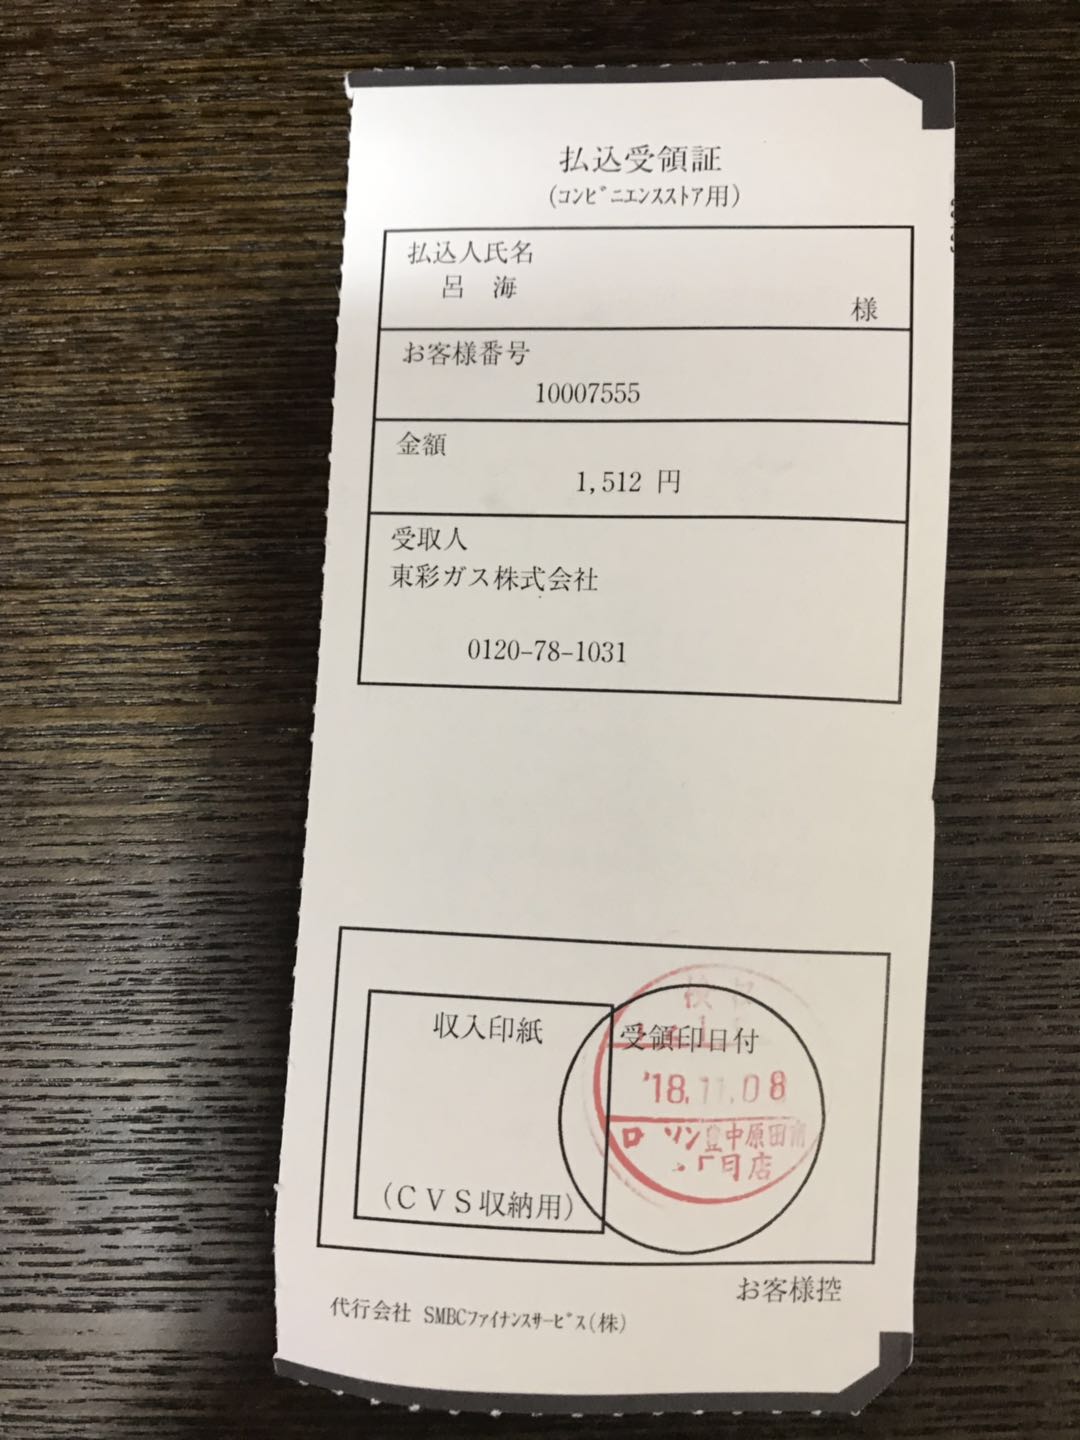 払込受領証
(コンビニエンスストア用)
払込人氏名
呂 海
様
お客様番号
10007555
金額
1,512 円
受取人
東彩ガス株式会社
0120-78-1031
収入印紙
(CVS収納用)
受領印日付
'18.11.08
ローソン豊中原田南
丁目店
お客様控
代行会社 SMBCファイナンスサービス(株)